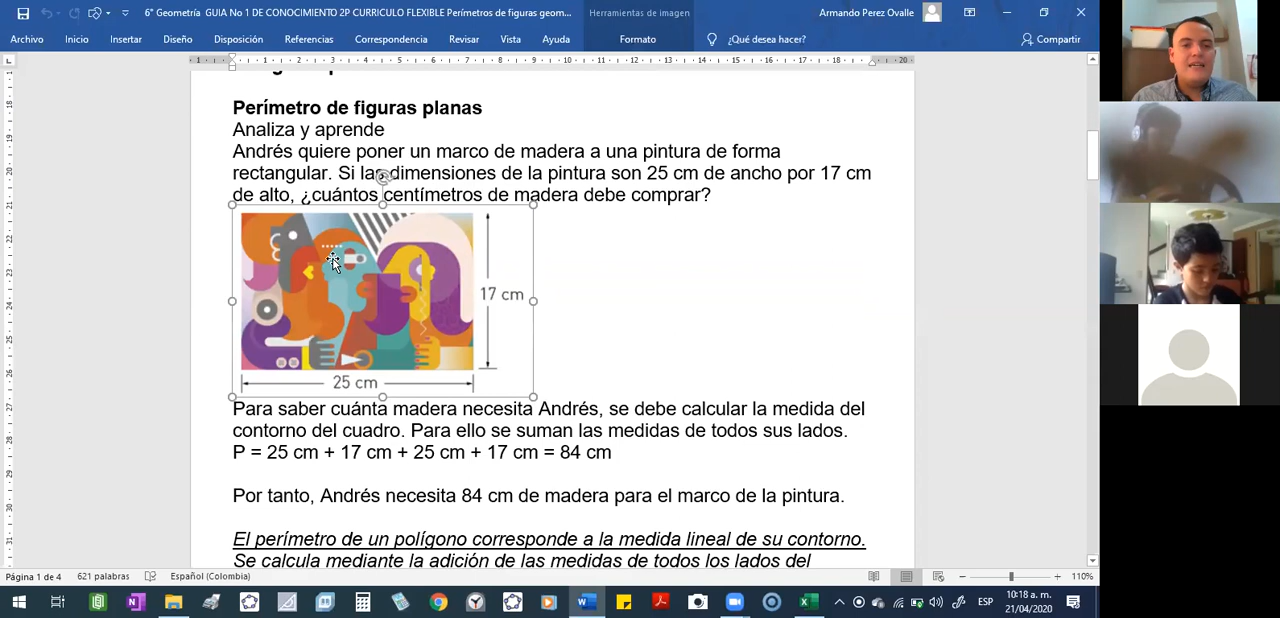 6° Geometría GUIA No 1 DE CONOCIMIENTO 2P CURRICULO FLEXIBLE Perímetros de figuras geom...
Herramientas de imagen
Armando Perez Ovalle
Archivo Inicio Insertar Diseño Disposición Referencias Correspondencia Revisar Vista Ayuda Formato ¿Qué desea hacer? Compartir
Perímetro de figuras planas
Analiza y aprende
Andrés quiere poner un marco de madera a una pintura de forma
rectangular. Si las dimensiones de la pintura son 25 cm de ancho por 17 cm
de alto, ¿cuántos centímetros de madera debe comprar?
17 cm
25 cm
Para saber cuánta madera necesita Andrés, se debe calcular la medida del
contorno del cuadro. Para ello se suman las medidas de todos sus lados.
P = 25 cm + 17 cm + 25 cm + 17 cm = 84 cm
Por tanto, Andrés necesita 84 cm de madera para el marco de la pintura.
El perímetro de un polígono corresponde a la medida lineal de su contorno.
Se calcula mediante la adición de las medidas de todos los lados del
Página 1 de 4 621 palabras Español (Colombia) 110%
ESP
10:18 a. m.
21/04/2020